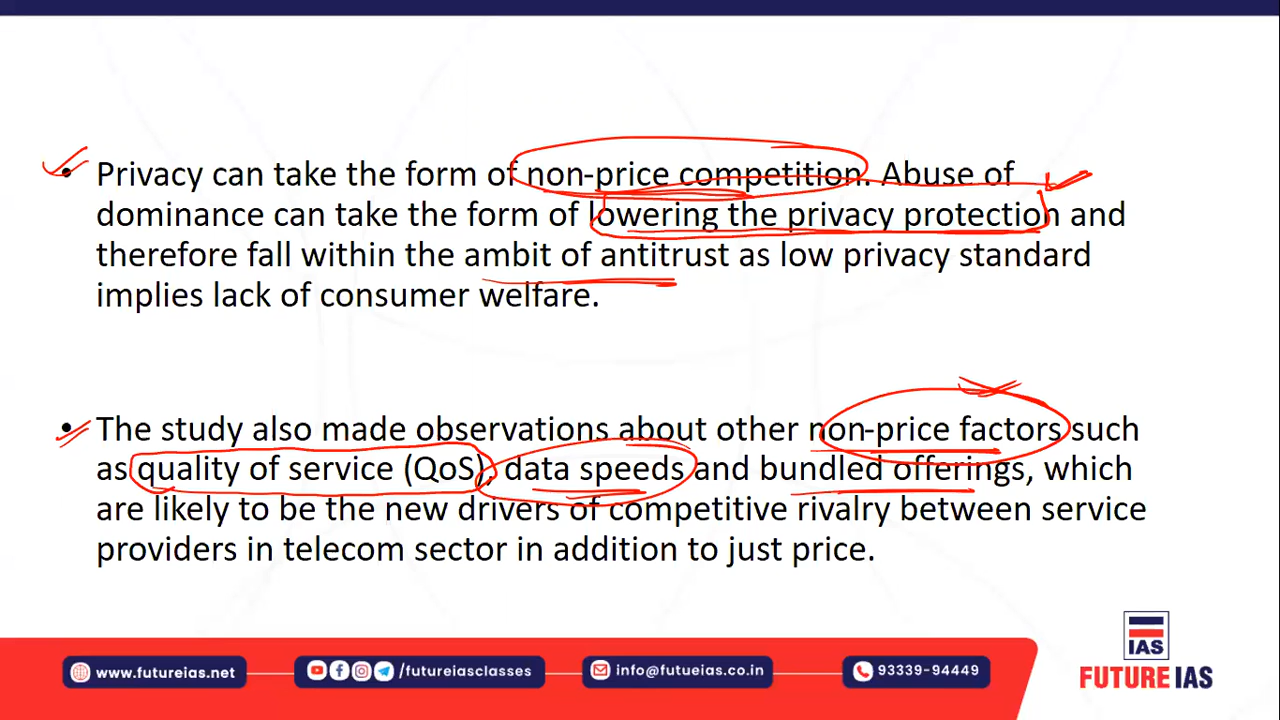 • Privacy can take the form of non-price competition. Abuse of
dominance can take the form of lowering the privacy protection and
therefore fall within the ambit of antitrust as low privacy standard
implies lack of consumer welfare.
• The study also made observations about other non-price factors such
as quality of service (QoS), data speeds and bundled offerings, which
are likely to be the new drivers of competitive rivalry between service
providers in telecom sector in addition to just price.
www.futureias.net
/futureiasclasses
info@futueias.co.in
93339-94449
IAS
FUTURE IAS